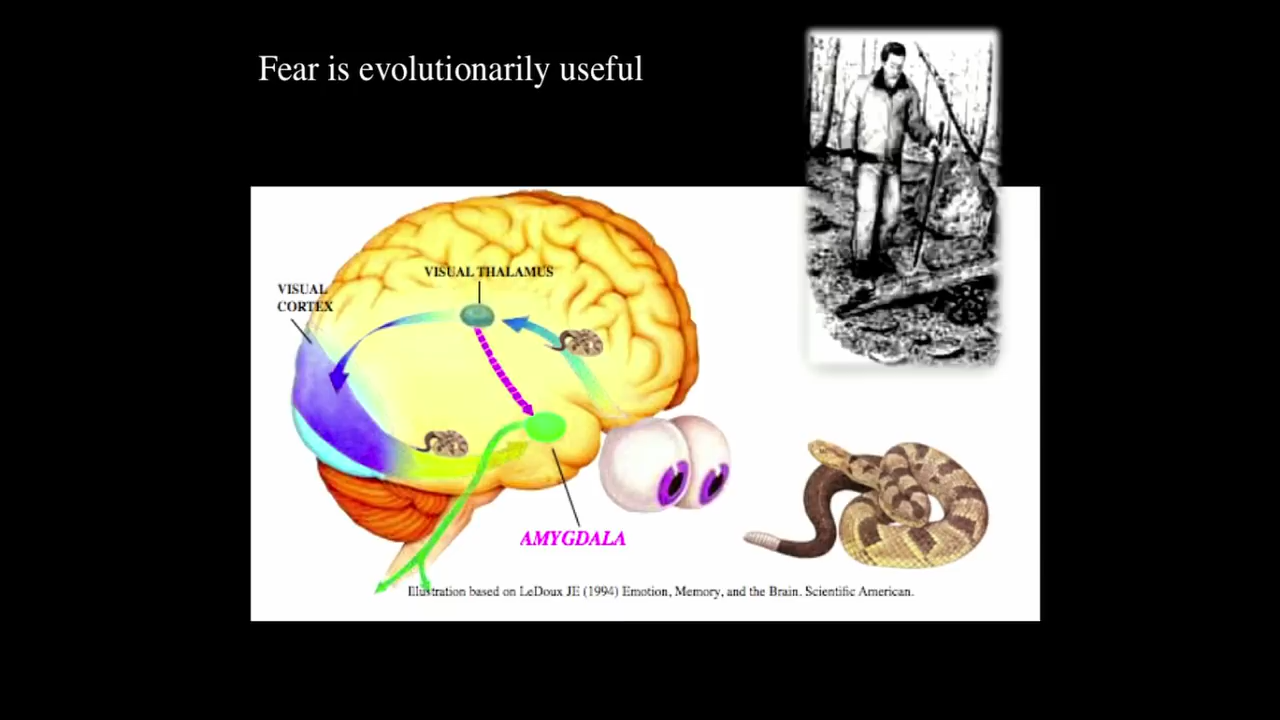 Fear is evolutionarily useful
VISUAL THALAMUS
VISUAL
CORTEX
AMYGDALA
Illustration based on LeDoux JE (1994) Emotion, Memory, and the Brain. Scientific American.